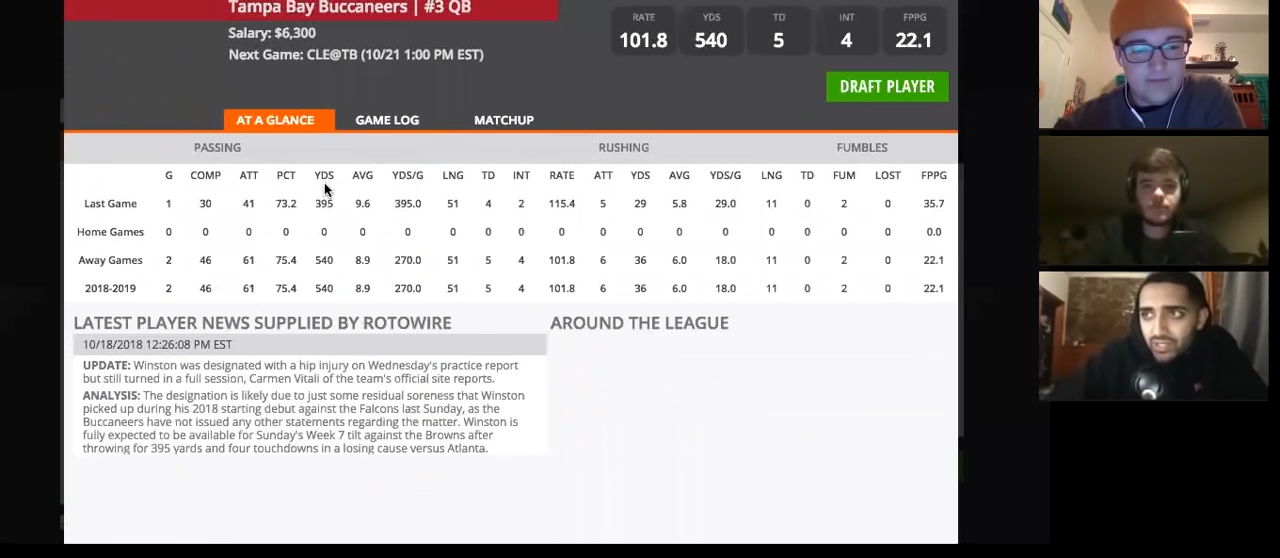 Tampa Bay Buccaneers | #3 QB
Salary: $6,300
Next Game: CLE@TB (10/21 1:00 PM EST)
RATE YDS TD INT FPPG
101.8 540 5 4 22.1
DRAFT PLAYER
AT A GLANCE GAME LOG MATCHUP
PASSING RUSHING FUMBLES
G COMP ATT PCT YDS AVG YDS/G LNG TD INT RATE ATT YDS AVG YDS/G LNG TD FUM LOST FPPG
Last Game 1 30 41 73.2 395 9.6 395.0 51 4 2 115.4 5 29 5.8 29.0 11 0 2 0 35.7
Home Games 0 0 0 0 0 0 0 0 0 0 0 0 0 0 0 0 0 0 0 0.0
Away Games 2 46 61 75.4 540 8.9 270.0 51 5 4 101.8 6 36 6.0 18.0 11 0 2 0 22.1
2018-2019 2 46 61 75.4 540 8.9 270.0 51 5 4 101.8 6 36 6.0 18.0 11 0 2 0 22.1
LATEST PLAYER NEWS SUPPLIED BY ROTOWIRE
10/18/2018 12:26:08 PM EST
UPDATE: Winston was designated with a hip injury on Wednesday's practice report
but still turned in a full session, Carmen Vitali of the team's official site reports.
ANALYSIS: The designation is likely due to just some residual soreness that Winston
picked up during his 2018 starting debut against the Falcons last Sunday, as the
Buccaneers have not issued any other statements regarding the matter. Winston is
fully expected to be available for Sunday's Week 7 tilt against the Browns after
throwing for 395 yards and four touchdowns in a losing cause versus Atlanta.
AROUND THE LEAGUE